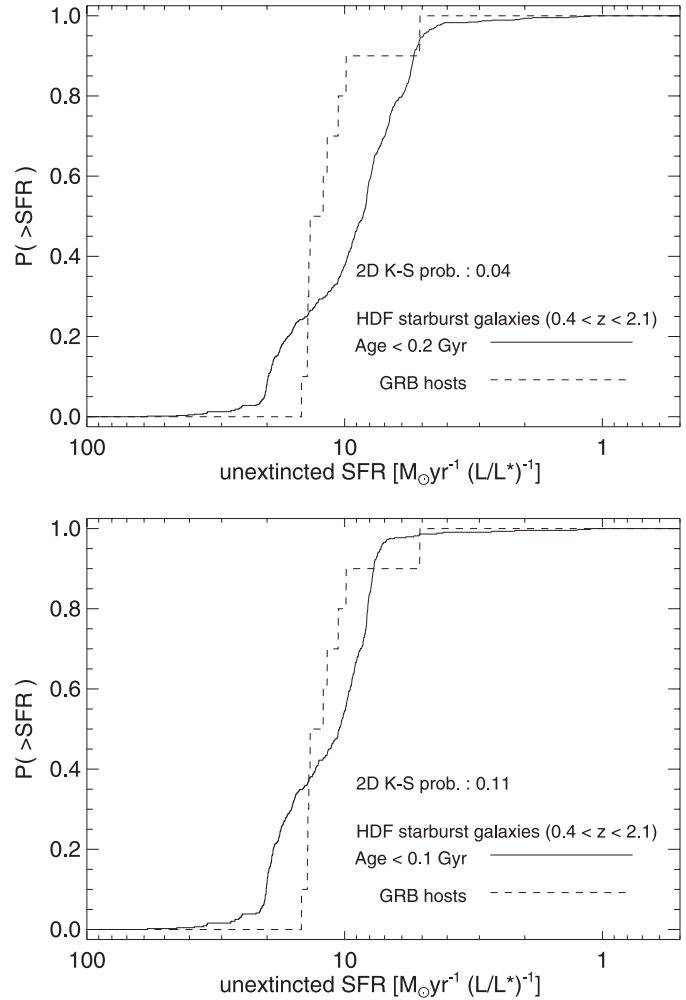 1.0
0.8
0.6
0.4
0.2
0.0
P( >SFR)
2D K-S prob. : 0.04
HDF starburst galaxies (0.4 < z < 2.1)
Age < 0.2 Gyr
GRB hosts
100 10 1
unextincted SFR [M☉yr⁻¹ (L/L*)⁻¹]
1.0
0.8
0.6
0.4
0.2
0.0
P( >SFR)
2D K-S prob. : 0.11
HDF starburst galaxies (0.4 < z < 2.1)
Age < 0.1 Gyr
GRB hosts
100 10 1
unextincted SFR [M☉yr⁻¹ (L/L*)⁻¹]